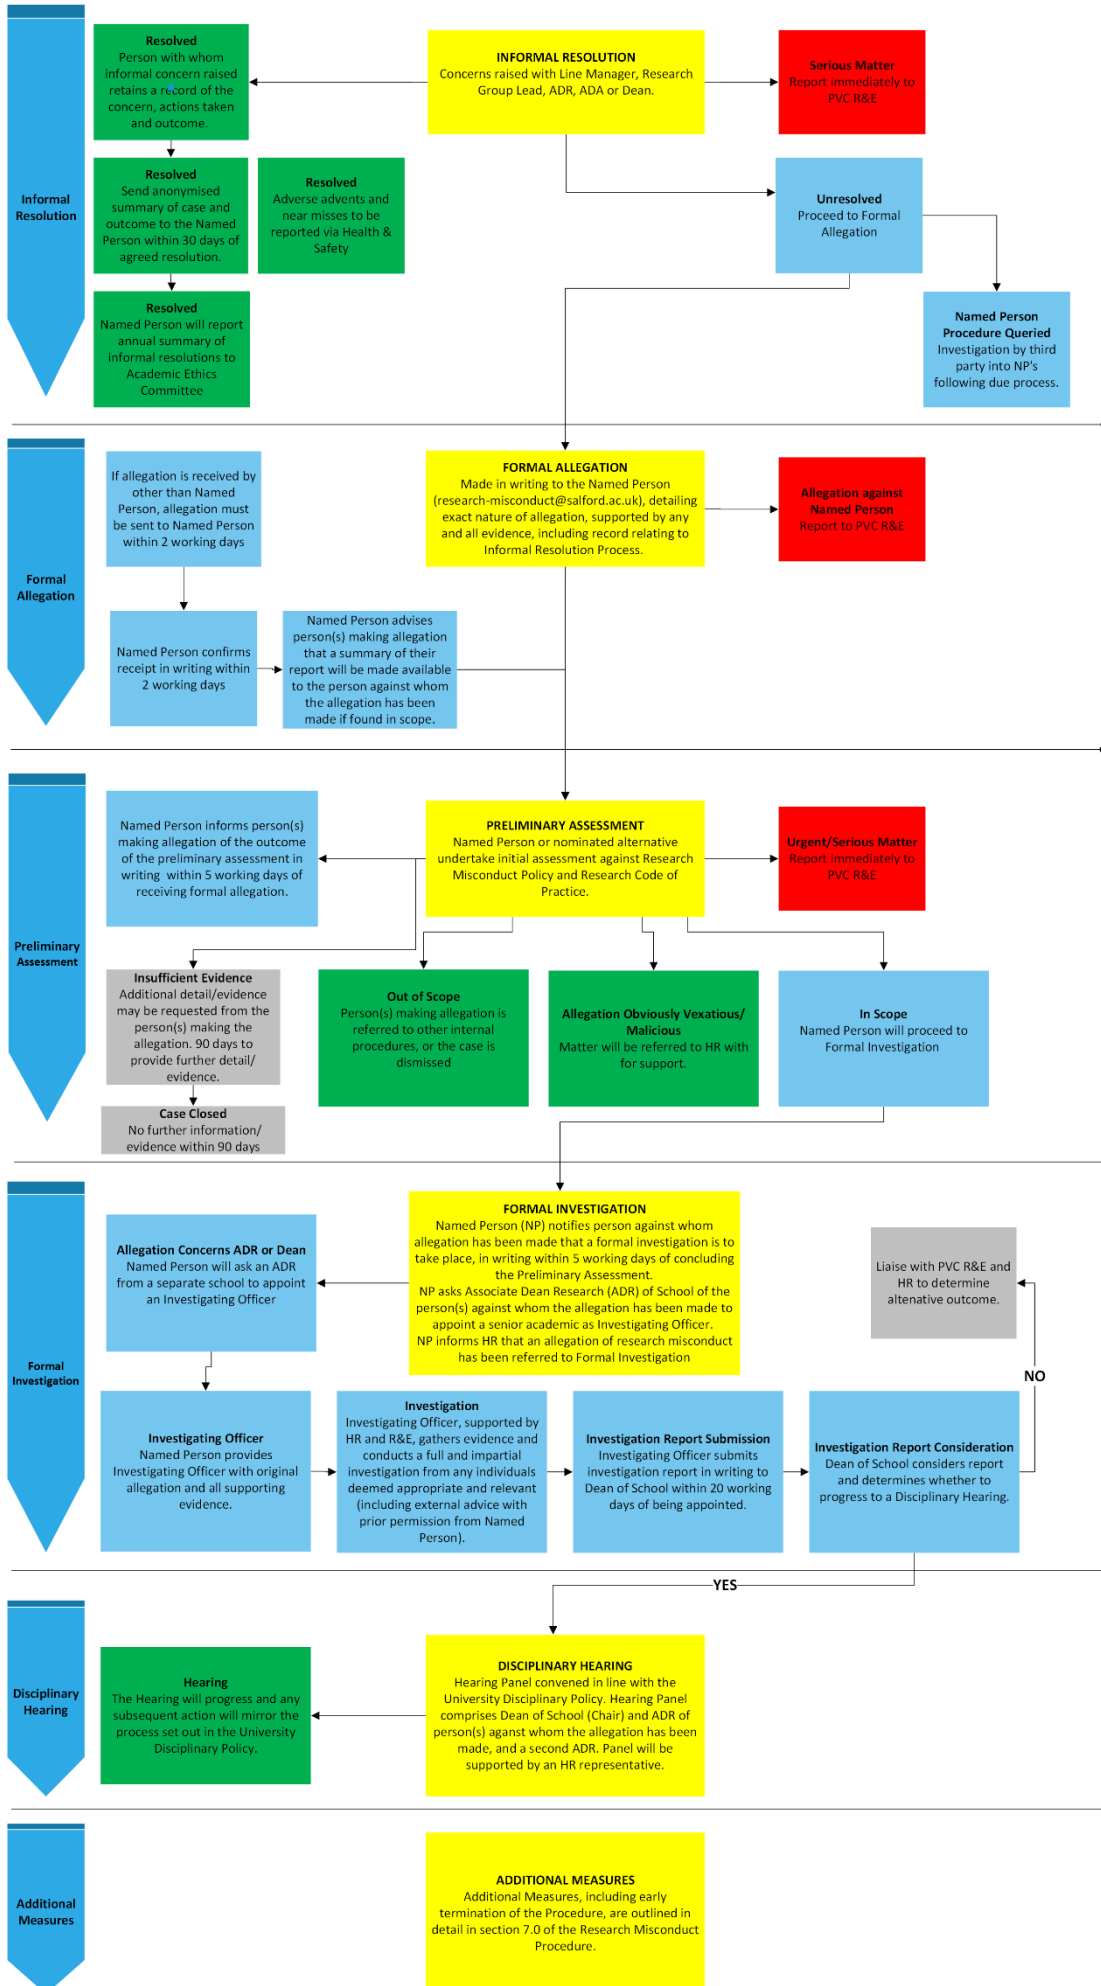 Informal
Resolution
Resolved
Person with whom
informal concern raised
retains a record of the
concern, actions taken
and outcome.
INFORMAL RESOLUTION
Concerns raised with Line Manager, Research
Group Lead, ADR, ADA or Dean.
Serious Matter
Report immediately to
PVC R&E
Resolved
Send anonymised
summary of case and
outcome to the Named
Person within 30 days of
agreed resolution.
Resolved
Adverse advents and
near misses to be
reported via Health &
Safety
Unresolved
Proceed to Formal
Allegation
Resolved
Named Person will report
annual summary of
informal resolutions to
Academic Ethics
Committee
Named Person
Procedure Queried
Investigation by third
party into NP's
following due process.
Formal
Allegation
If allegation is received by
other than Named
Person, allegation must
be sent to Named Person
within 2 working days
FORMAL ALLEGATION
Made in writing to the Named Person
(research-misconduct@salford.ac.uk), detailing
exact nature of allegation, supported by any
and all evidence, including record relating to
Informal Resolution Process.
Allegation against
Named Person
Report to PVC R&E
Named Person confirms
receipt in writing within
2 working days
Named Person advises
person(s) making allegation
that a summary of their
report will be made available
to the person against whom
the allegation has been
made if found in scope.
Preliminary
Assessment
Named Person informs person(s)
making allegation of the outcome
of the preliminary assessment in
writing within 5 working days of
receiving formal allegation.
PRELIMINARY ASSESSMENT
Named Person or nominated alternative
undertake initial assessment against Research
Misconduct Policy and Research Code of
Practice.
Urgent/Serious Matter
Report immediately to
PVC R&E
Insufficient Evidence
Additional detail/evidence
may be requested from the
person(s) making the
allegation. 90 days to
provide further detail/
evidence.
Out of Scope
Person(s) making allegation is
referred to other internal
procedures, or the case is
dismissed
Allegation Obviously Vexatious/
Malicious
Matter will be referred to HR with
for support.
In Scope
Named Person will proceed to
Formal Investigation
Case Closed
No further information/
evidence within 90 days
Formal
Investigation
Allegation Concerns ADR or Dean
Named Person will ask an ADR
from a separate school to appoint
an Investigating Officer
FORMAL INVESTIGATION
Named Person (NP) notifies person against whom
allegation has been made that a formal investigation is to
take place, in writing within 5 working days of concluding
the Preliminary Assessment.
NP asks Associate Dean Research (ADR) of School of the
person(s) against whom the allegation has been made to
appoint a senior academic as Investigating Officer.
NP informs HR that an allegation of research misconduct
has been referred to Formal Investigation
Liaise with PVC R&E and
HR to determine
altenative outcome.
NO
Investigating Officer
Named Person provides
Investigating Officer with original
allegation and all supporting
evidence.
Investigation
Investigating Officer, supported by
HR and R&E, gathers evidence and
conducts a full and impartial
investigation from any individuals
deemed appropriate and relevant
(including external advice with
prior permission from Named
Person).
Investigation Report Submission
Investigating Officer submits
investigation report in writing to
Dean of School within 20 working
days of being appointed.
Investigation Report Consideration
Dean of School considers report
and determines whether to
progress to a Disciplinary Hearing.
YES
Disciplinary
Hearing
Hearing
The Hearing will progress and any
subsequent action will mirror the
process set out in the University
Disciplinary Policy.
DISCIPLINARY HEARING
Hearing Panel convened in line with the
University Disciplinary Policy. Hearing Panel
comprises Dean of School (Chair) and ADR of
person(s) aganst whom the allegation has been
made, and a second ADR. Panel will be
supported by an HR representative.
Additional
Measures
ADDITIONAL MEASURES
Additional Measures, including early
termination of the Procedure, are outlined in
detail in section 7.0 of the Research Misconduct
Procedure.